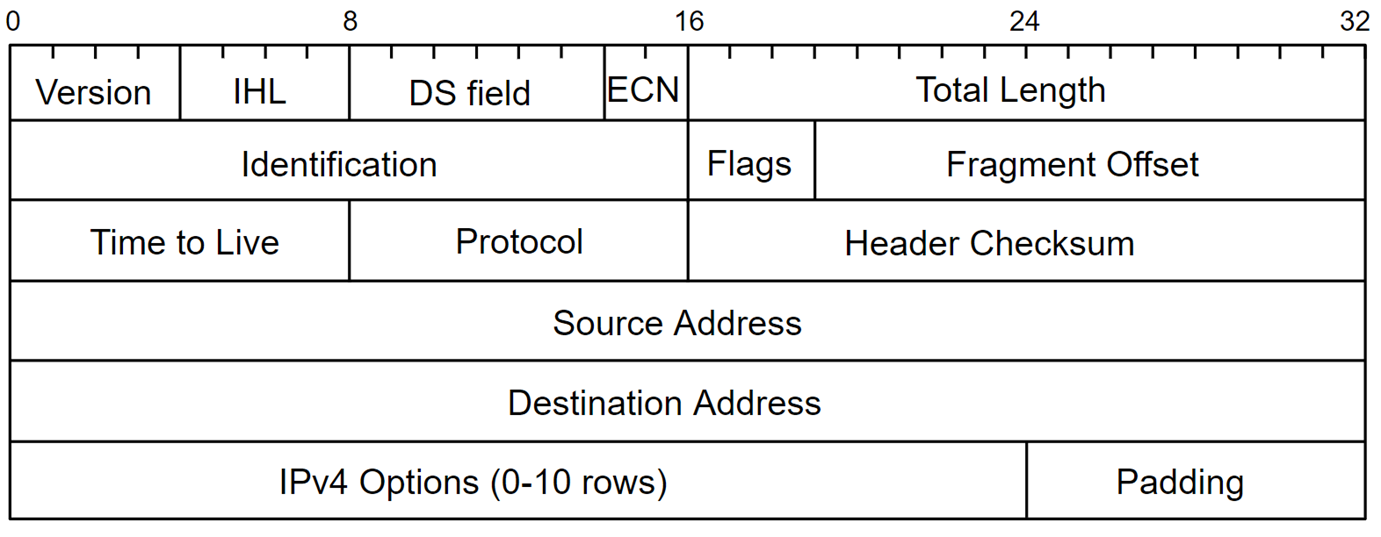 0 8 16 24 32
Version IHL DS field ECN Total Length
Identification Flags Fragment Offset
Time to Live Protocol Header Checksum
Source Address
Destination Address
IPv4 Options (0-10 rows) Padding